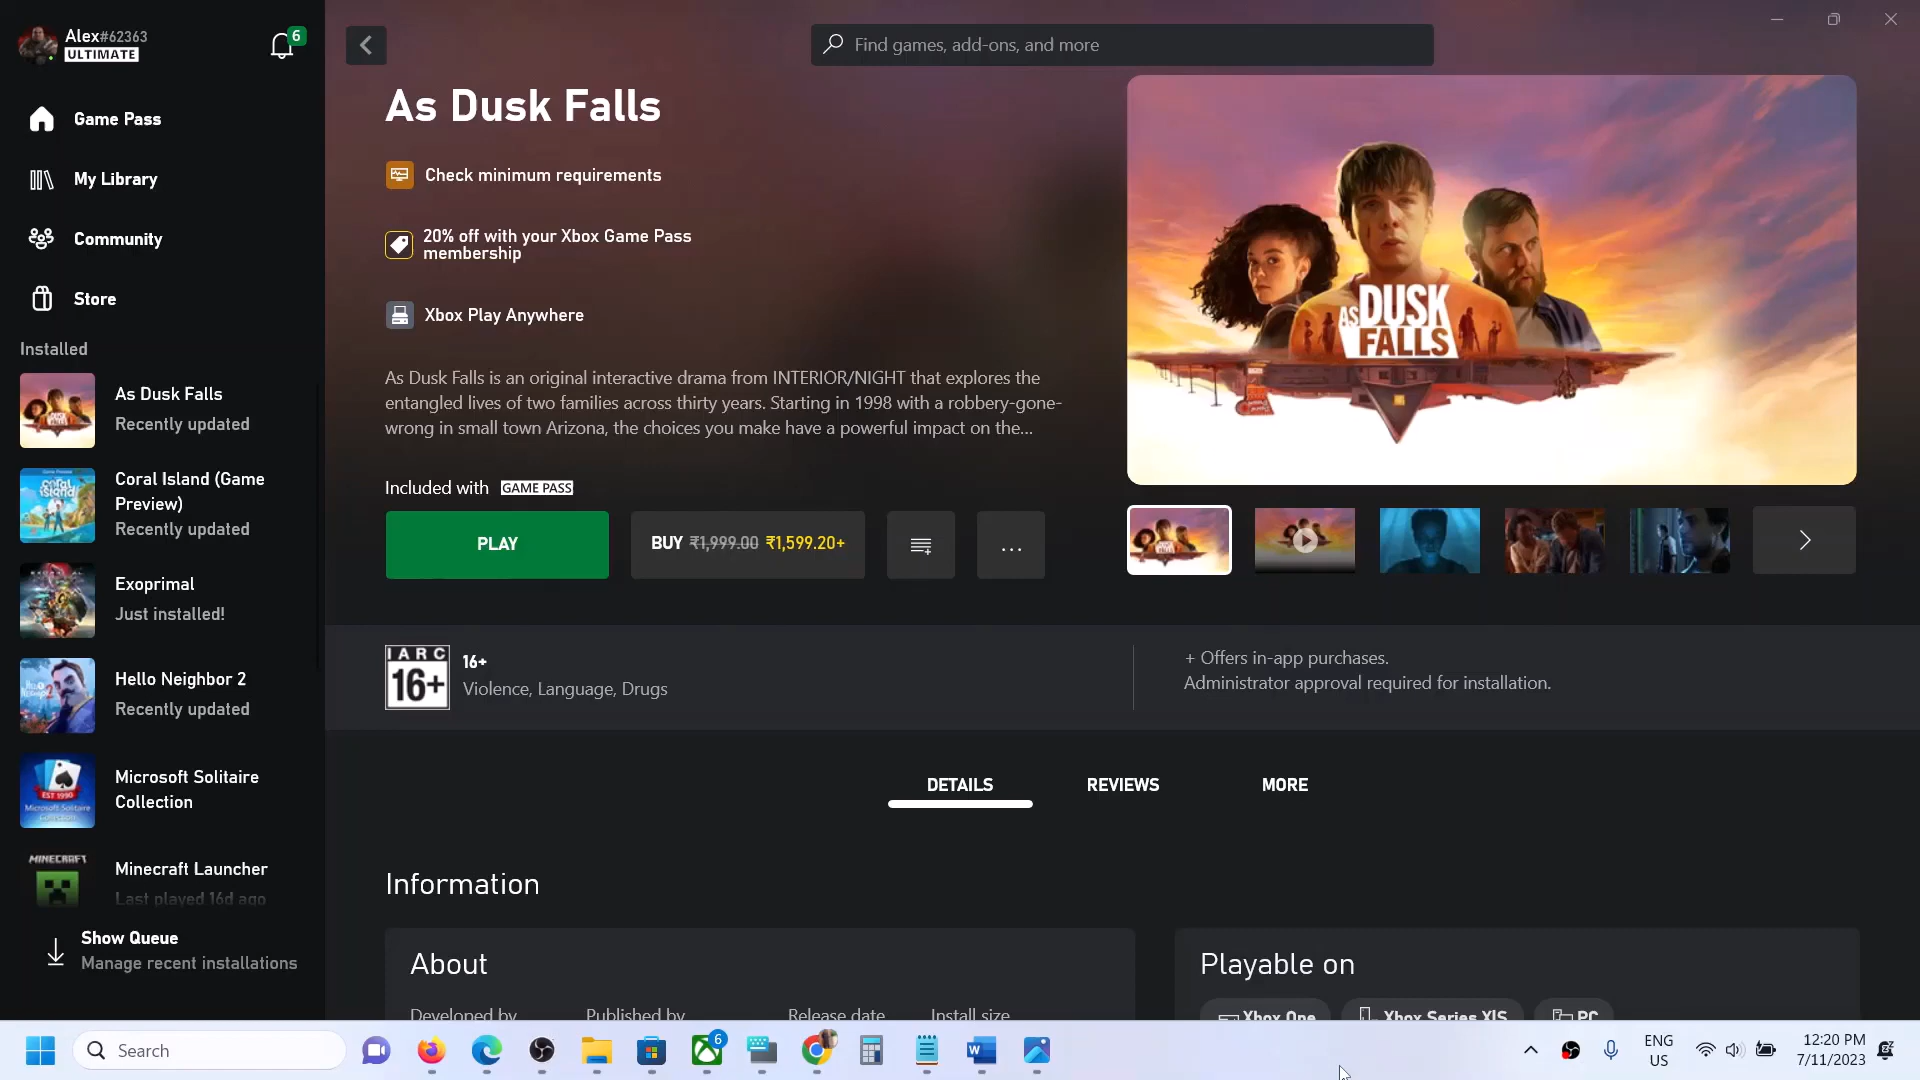 Alex#62363
ULTIMATE
6
Find games, add-ons, and more
Game Pass
My Library
Community
Store
Installed
As Dusk Falls
Recently updated
Coral Island (Game
Preview)
Recently updated
Exoprimal
Just installed!
Hello Neighbor 2
Recently updated
Microsoft Solitaire
Collection
Minecraft Launcher
Last played 16d ago
Show Queue
Manage recent installations
As Dusk Falls
Check minimum requirements
20% off with your Xbox Game Pass
membership
Xbox Play Anywhere
As Dusk Falls is an original interactive drama from INTERIOR/NIGHT that explores the
entangled lives of two families across thirty years. Starting in 1998 with a robbery-gone-
wrong in small town Arizona, the choices you make have a powerful impact on the...
Included with GAME PASS
PLAY
BUY ₹1,999.00 ₹1,599.20+
...
AS DUSK
FALLS
IARC
16+
16+
Violence, Language, Drugs
+ Offers in-app purchases.
Administrator approval required for installation.
DETAILS
REVIEWS
MORE
Information
About
Developed by
Published by
Release date
Install size
Playable on
Xbox One
Xbox Series X|S
PC
Search
6
ENG
US
12:20 PM
7/11/2023